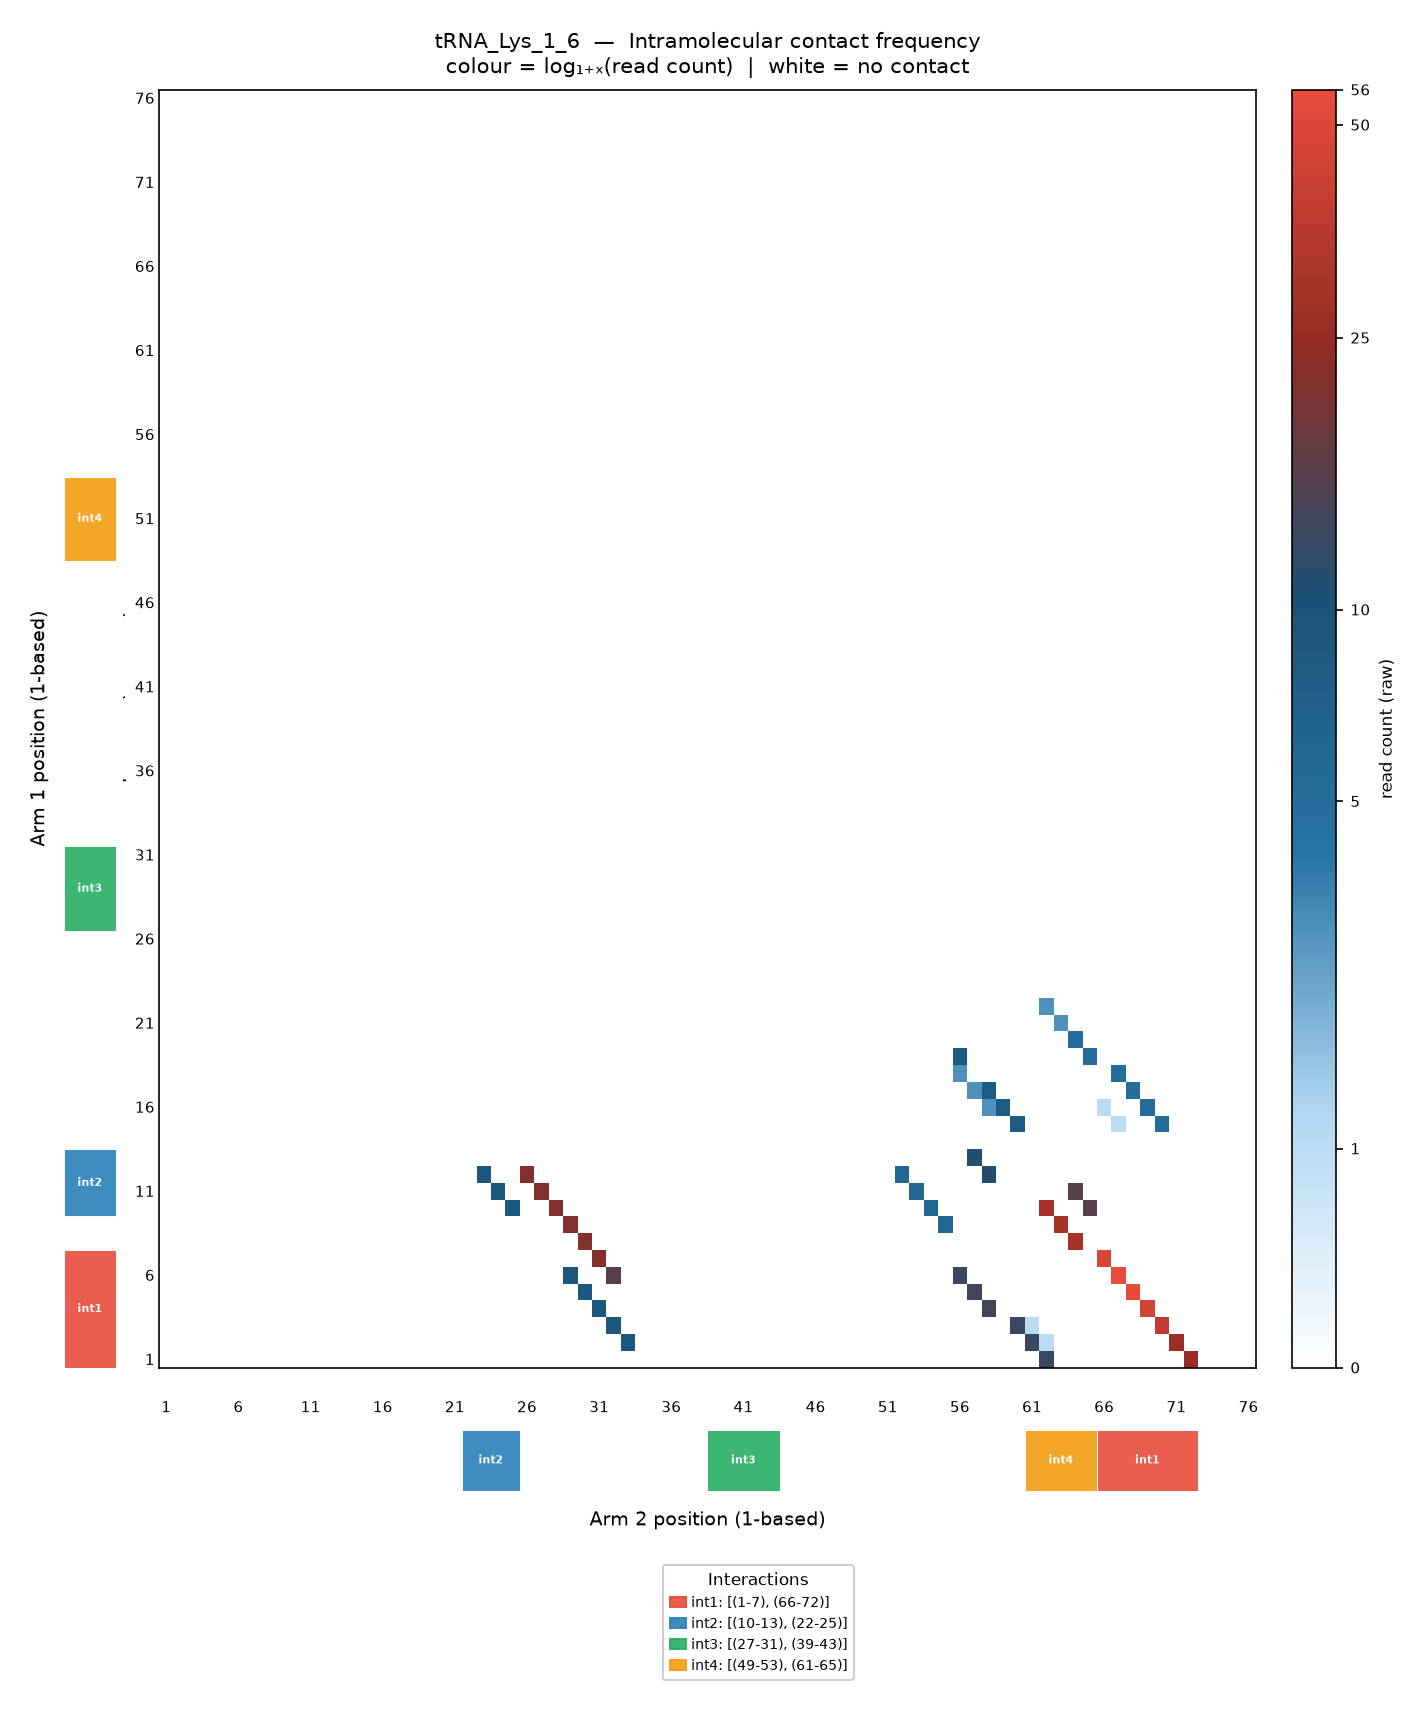 tRNA_Lys_1_6 — Intramolecular contact frequency
colour = log₁₊ₓ(read count) | white = no contact
76
71
66
61
56
51
46
41
36
31
26
21
16
11
6
1
int4
int3
int2
int1
Arm 1 position (1-based)
1 6 11 16 21 26 31 36 41 46 51 56 61 66 71 76
int2 int3 int4 int1
Arm 2 position (1-based)
56
50
25
10
5
1
0
read count (raw)
Interactions
int1: [(1-7), (66-72)]
int2: [(10-13), (22-25)]
int3: [(27-31), (39-43)]
int4: [(49-53), (61-65)]